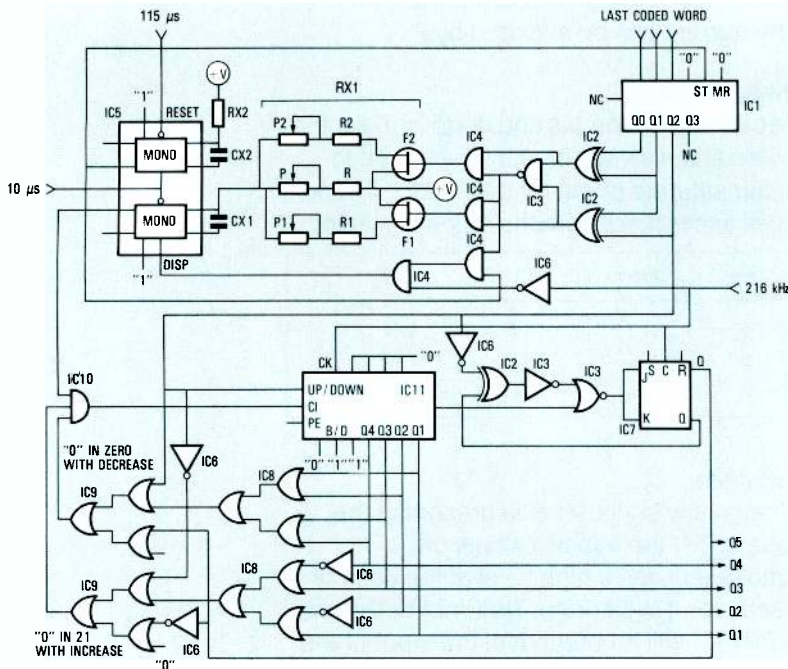 115 µs
LAST CODED WORD
"0" "0"
+V
"1"
ST MR
IC5 RESET RX2
RX1
NC
IC1
Q0 Q1 Q2 Q3
MONO
CX2
P2 R2 F2 IC4 IC2
NC
10 µs
P R +V IC4 IC3
MONO
CX1
IC2
P1 R1 F1 IC4
DISP
"1"
IC4
IC6
216 kHz
IC6
CK
"0"
IC2 IC3 IC3
J S C R Q
IC10
UP/DOWN IC11
CI
PE
B/D Q4 Q3 Q2 Q1
K Q
IC7
"0" "1" "1"
"0" IN ZERO
WITH DECREASE
IC6
IC9
IC8
Q5
IC6
Q4
IC9
IC8
Q3
Q2
IC6
Q1
"0" IN 21
WITH INCREASE
IC6
"0"